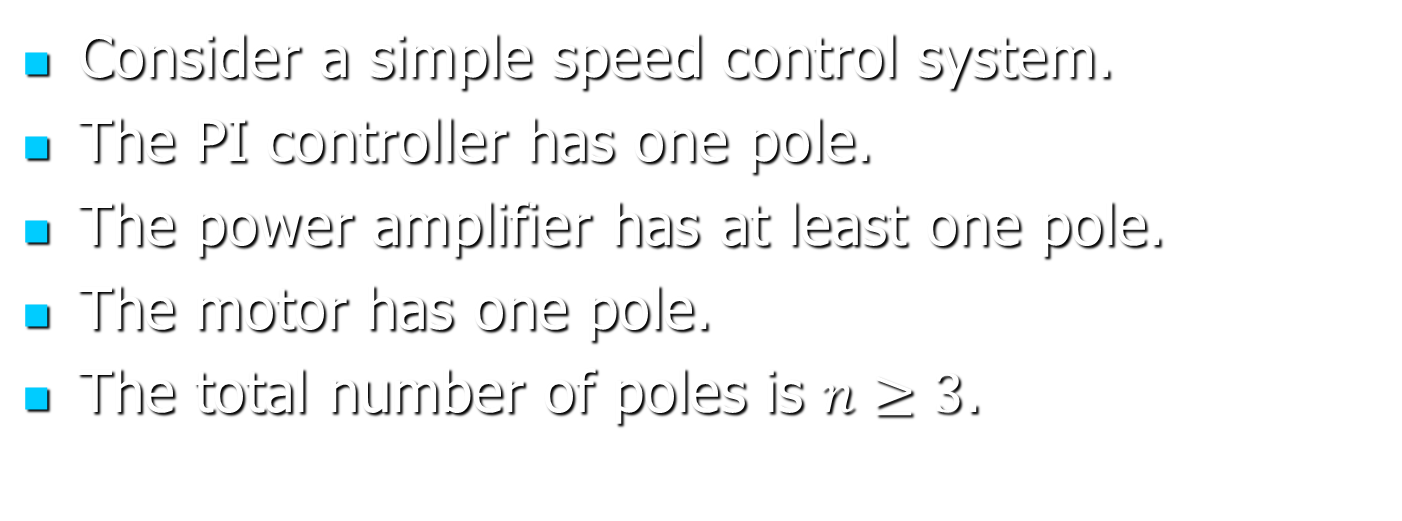 Consider a simple speed control system.
The PI controller has one pole.
The power amplifier has at least one pole.
The motor has one pole.
The total number of poles is n ≥ 3.